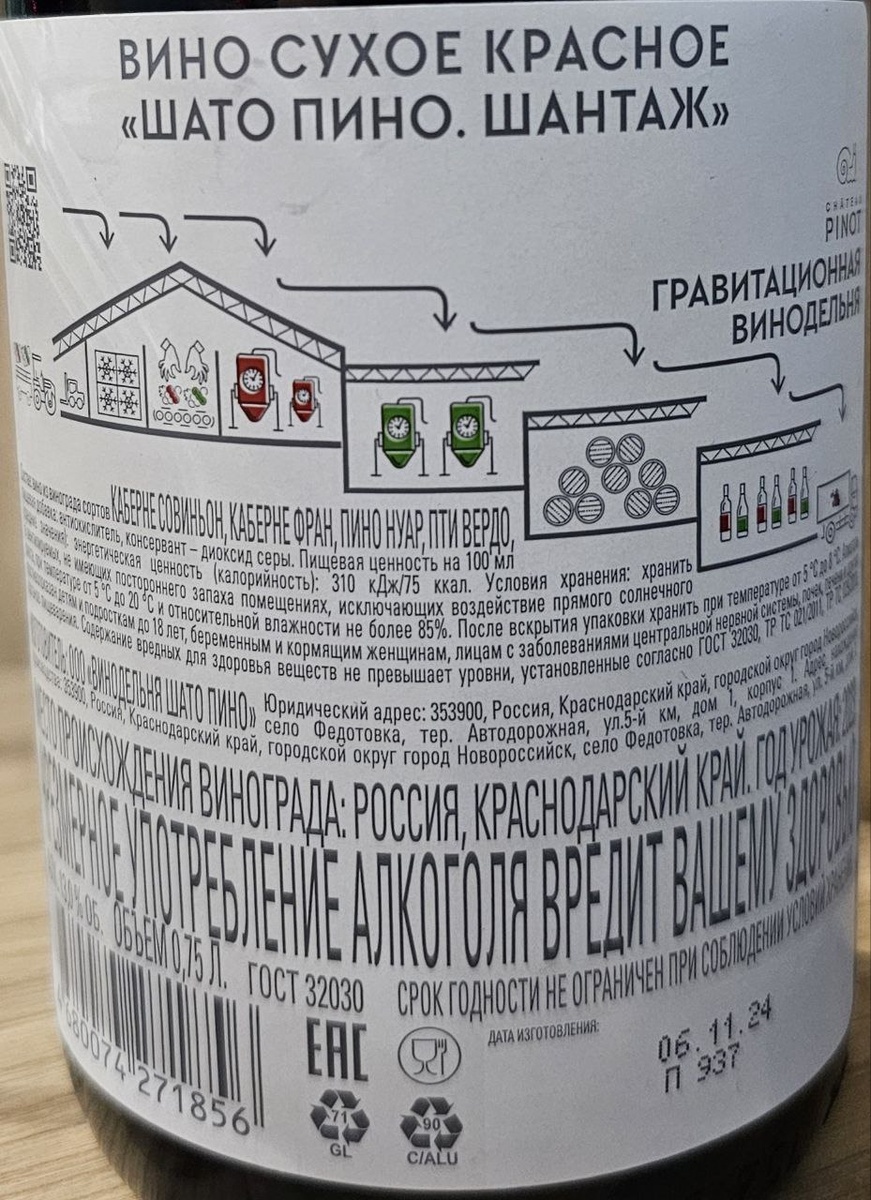 ВИНО СУХОЕ КРАСНОЕ
«ШАТО ПИНО. ШАНТАЖ»
CHÂTEAU
PINOT
ГРАВИТАЦИОННАЯ
ВИНОДЕЛЬНЯ
вино из винограда сортов КАБЕРНЕ СОВИНЬОН, КАБЕРНЕ ФРАН, ПИНО НУАР, ПТИ ВЕРДО,
антиокислитель, консервант – диоксид серы. Пищевая ценность на 100 мл
энергетическая ценность (калорийность): 310 кДж/75 ккал. Условия хранения: хранить
не имеющих постороннего запаха помещениях, исключающих воздействие прямого солнечного
при температуре от 5 °С до 20 °С и относительной влажности не более 85%. После вскрытия упаковки хранить при температуре от 5 °С до 6 °С.
детям и подросткам до 18 лет, беременным и кормящим женщинам, лицам с заболеваниями центральной нервной системы, почек, печени
Содержание вредных для здоровья веществ не превышает уровни, установленные согласно ГОСТ 32030, ТР ТС 021/2011, ТР ТС
ООО «ВИНОДЕЛЬНЯ ШАТО ПИНО» Юридический адрес: 353900, Россия, Краснодарский край, городской округ город
село Федотовка, тер. Автодорожная, ул.5-й км, дом 1, корпус 1. Адрес
353900, Россия, Краснодарский край, городской округ город Новороссийск, село Федотовка, тер. Автодорожная, ул. 5-й км,
ПРОИСХОЖДЕНИЯ ВИНОГРАДА: РОССИЯ, КРАСНОДАРСКИЙ КРАЙ. ГОД УРОЖАЯ:
УПОТРЕБЛЕНИЕ АЛКОГОЛЯ ВРЕДИТ ВАШЕМУ ЗДОРОВЬЮ
% ОБ. ОБЪЕМ 0,75 Л. ГОСТ 32030 СРОК ГОДНОСТИ НЕ ОГРАНИЧЕН ПРИ СОБЛЮДЕНИИ УСЛОВИЙ
ЕАС
ДАТА ИЗГОТОВЛЕНИЯ:
06.11.24
П 937
680074 271856
71
GL
90
C/ALU